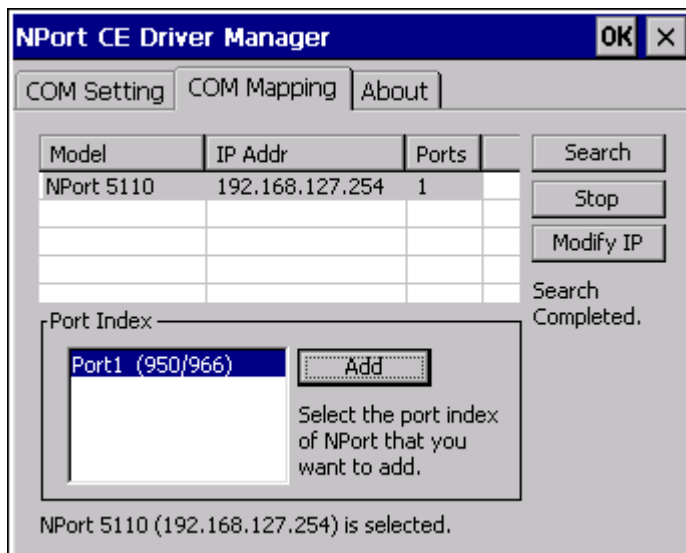 NPort CE Driver Manager OK ×
COM Setting COM Mapping About
Model IP Addr Ports
NPort 5110 192.168.127.254 1
Search
Stop
Modify IP
Search
Completed.
Port Index
Port1 (950/966)
Add
Select the port index
of NPort that you
want to add.
NPort 5110 (192.168.127.254) is selected.